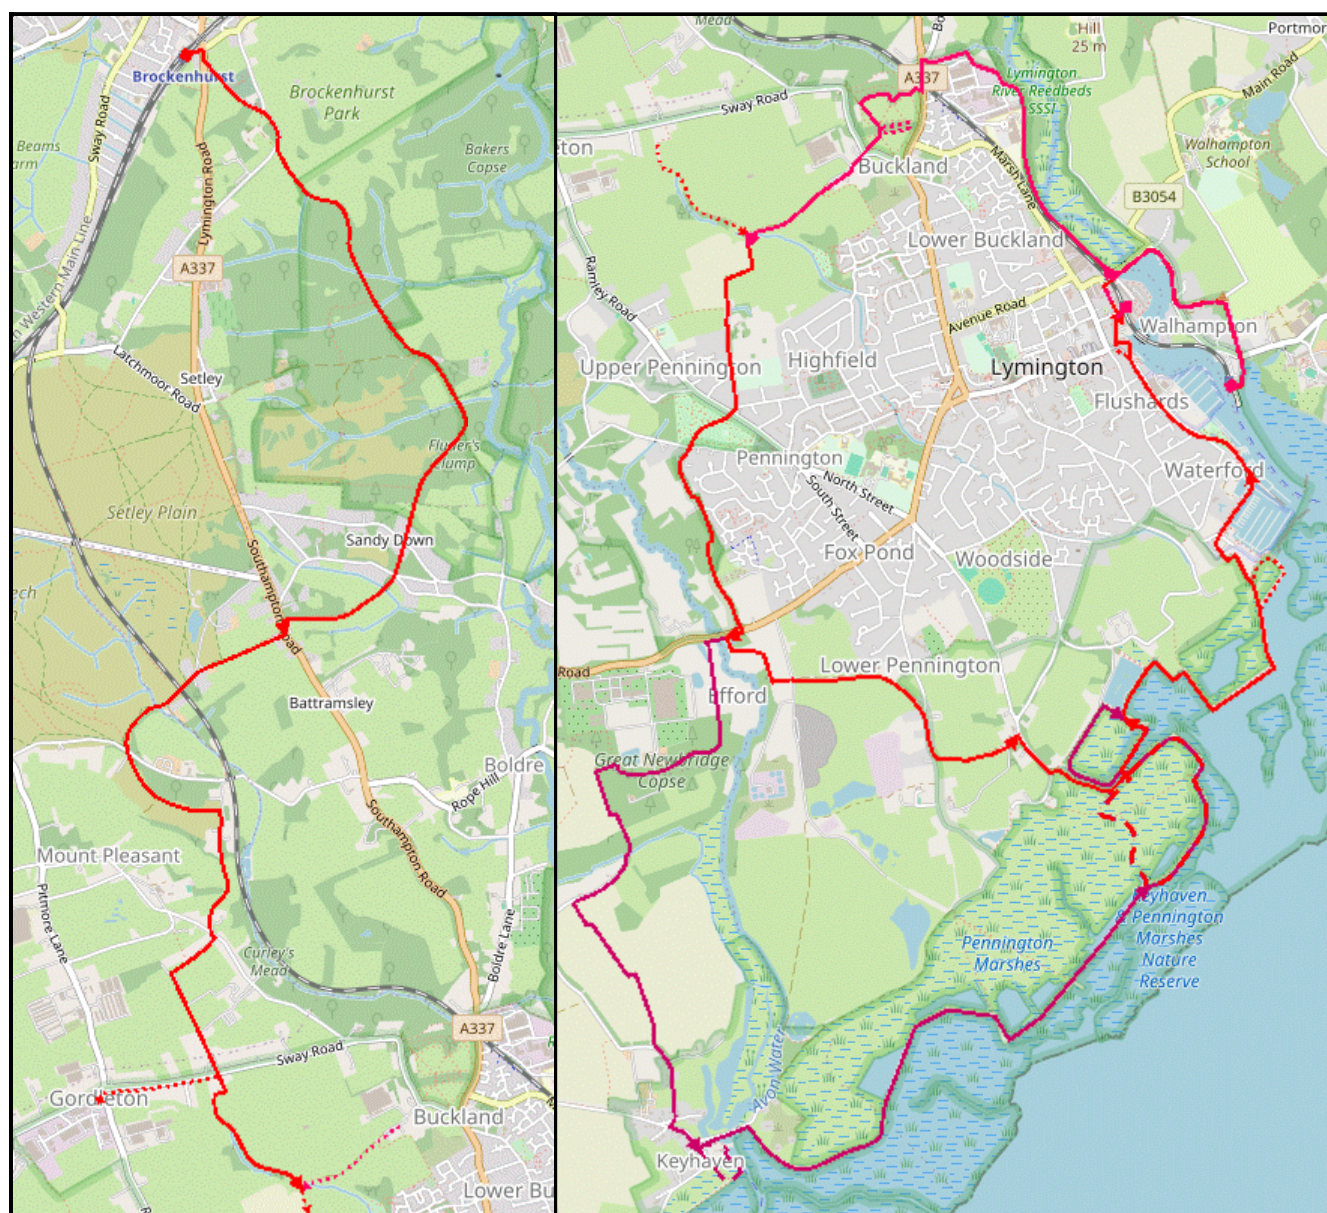 Brockenhurst
Brockenhurst
Park
Beams
arm
Sway Road
Lymington Road
Bakers
Copse
A337
Western Main Line
Latchmoor Road
Setley
Setley Plain
Sandy Down
Southampton Road
Battramsley
Boldre
Rope Hill
Mount Pleasant
Southampton Road
Pitmore Lane
Curley's
Mead
Boldre Lane
A337
Sway Road
Gordleton
Buckland
Lower Bu
Mead
Hill
25 m
Portmor
A337
Lymington
River Reedbeds
SSSI
Main Road
Sway Road
Walhampton
School
eton
Marsh Lane
Buckland
B3054
Lower Buckland
Ramley Road
Avenue Road
Walhampton
Highfield
Upper Pennington
Lymington
Flushards
Pennington
Waterford
North Street
South Street
Fox Pond
Woodside
Road
Lower Pennington
Efford
Great Newbridge
Copse
Keyhaven
& Pennington
Marshes
Nature
Reserve
Pennington
Marshes
Avon Water
Keyhaven